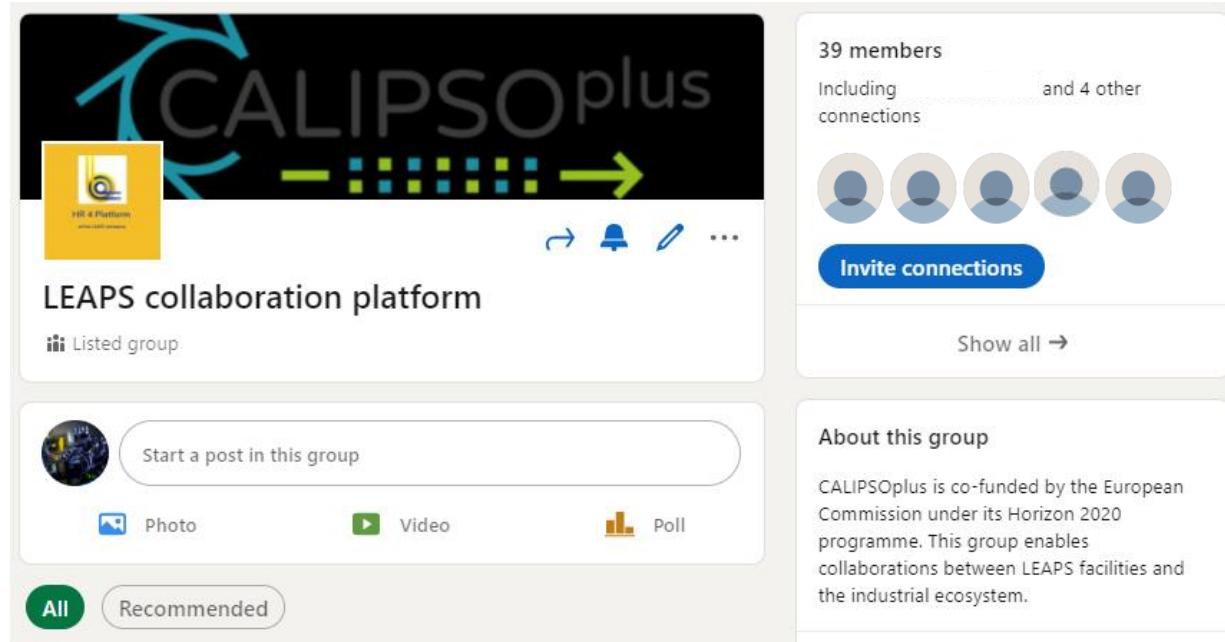 CALIPSOplus
HR 4 Platform
LEAPS collaboration platform
Listed group
Start a post in this group
Photo
Video
Poll
All
Recommended
39 members
Including and 4 other
connections
Invite connections
Show all →
About this group
CALIPSOplus is co-funded by the European
Commission under its Horizon 2020
programme. This group enables
collaborations between LEAPS facilities and
the industrial ecosystem.